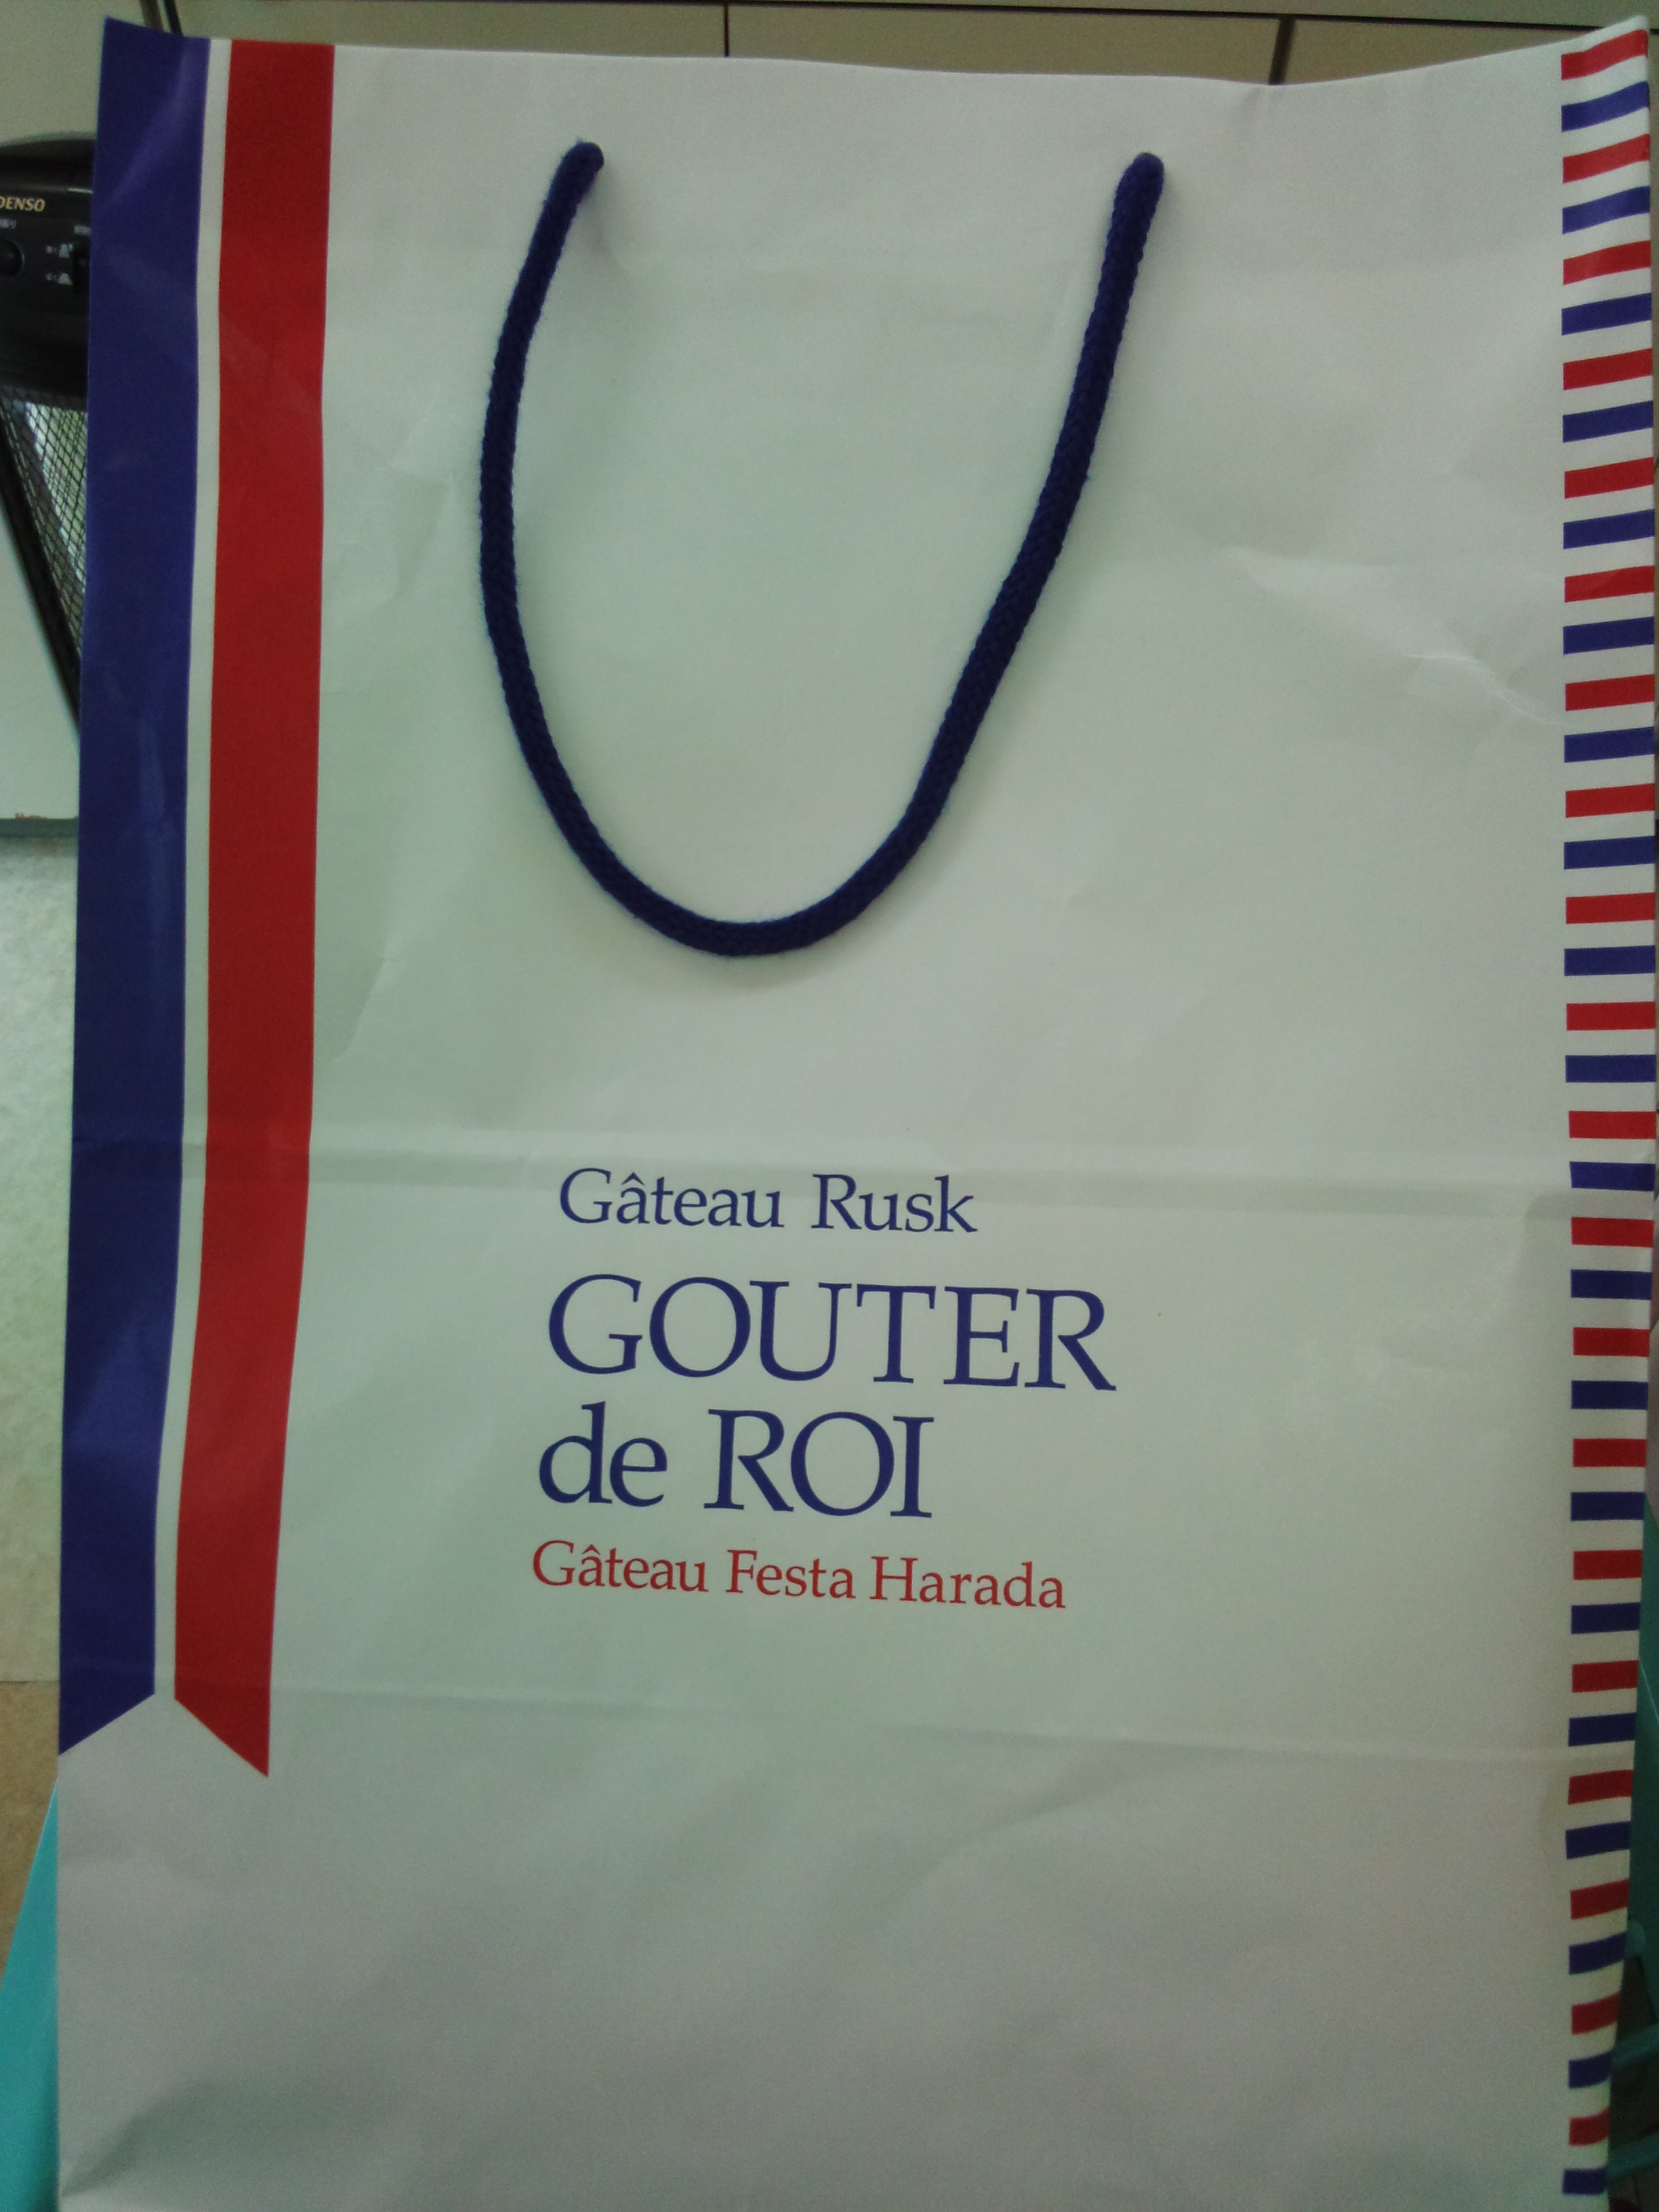 DENSO
Gâteau Rusk
GOUTER
de ROI
Gâteau Festa Harada